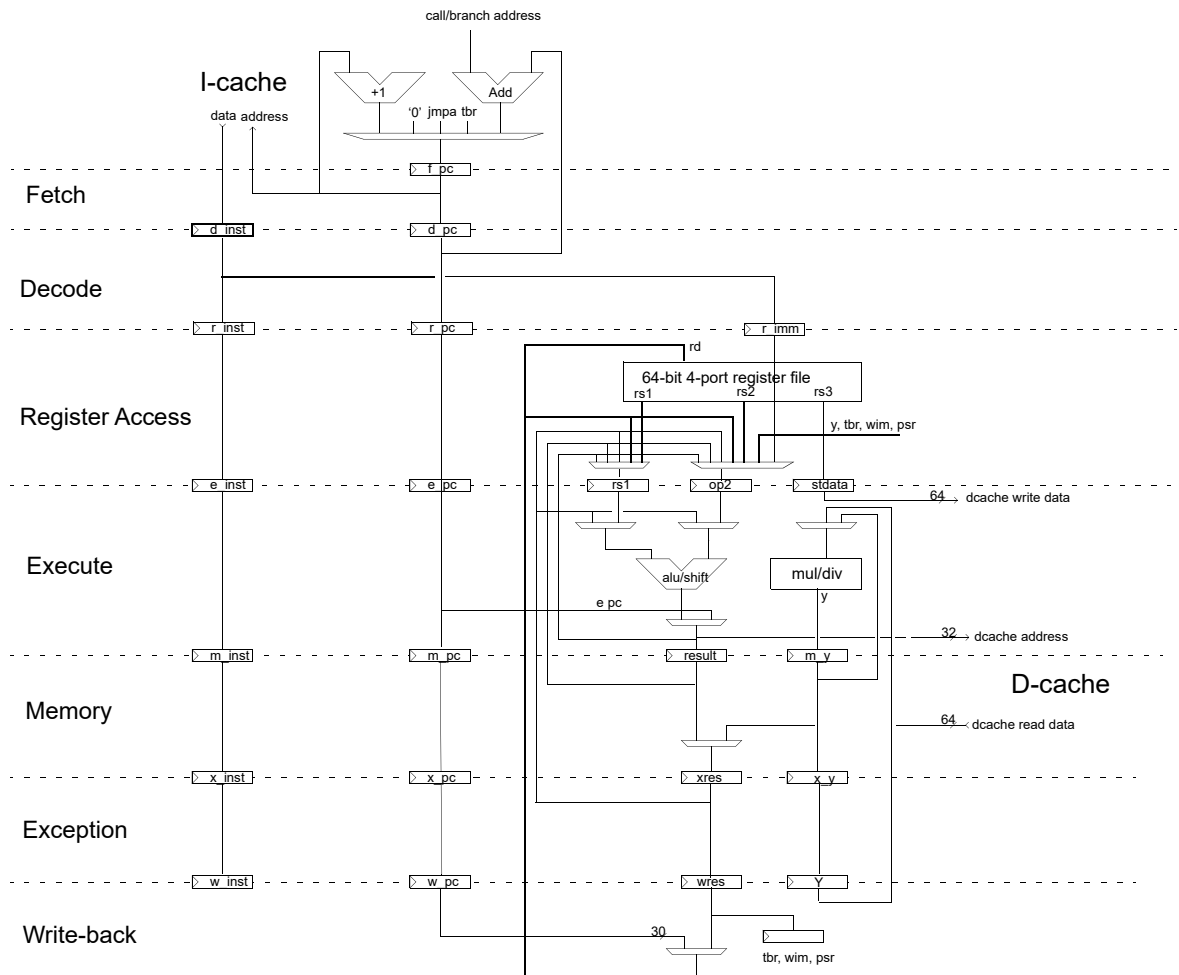 call/branch address
I-cache
+1
Add
data address
'0' jmpa tbr
f pc
Fetch
d_inst
d_pc
Decode
r_inst
r_pc
r_imm
rd
64-bit 4-port register file
rs1
rs2
rs3
Register Access
y, tbr, wim, psr
e_inst
e_pc
rs1
op2
stdata
64
dcache write data
Execute
alu/shift
mul/div
y
e pc
32
dcache address
m_inst
m_pc
result
m_y
D-cache
Memory
64
dcache read data
x_inst
x_pc
xres
x_y
Exception
w_inst
w_pc
wres
Y
Write-back
30
tbr, wim, psr